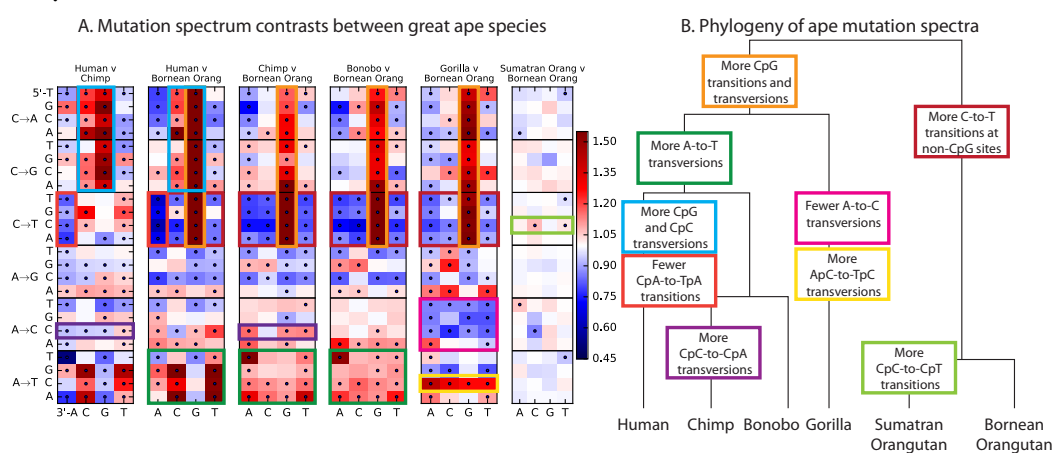 A. Mutation spectrum contrasts between great ape species
B. Phylogeny of ape mutation spectra
Human v
Chimp
Human v
Bornean Orang
Chimp v
Bornean Orang
Bonobo v
Bornean Orang
Gorilla v
Bornean Orang
Sumatran Orang v
Bornean Orang
5'-T
G
C→A C
A
T
G
C→G C
A
T
G
C→T C
A
T
G
A→G C
A
T
G
A→C C
A
T
G
A→T C
A
3'-A C G T
A C G T
A C G T
A C G T
A C G T
A C G T
1.50
1.35
1.20
1.05
0.90
0.75
0.60
0.45
More CpG
transitions and
transversions
More C-to-T
transitions at
non-CpG sites
More A-to-T
transversions
More CpG
and CpC
transversions
Fewer A-to-C
transversions
Fewer
CpA-to-TpA
transitions
More
ApC-to-TpC
transversions
More
CpC-to-CpA
transversions
More
CpC-to-CpT
transitions
Human
Chimp
Bonobo
Gorilla
Sumatran
Orangutan
Bornean
Orangutan